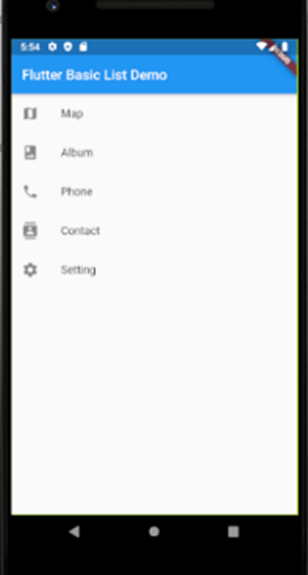 5:54
Flutter Basic List Demo
Map
Album
Phone
Contact
Setting